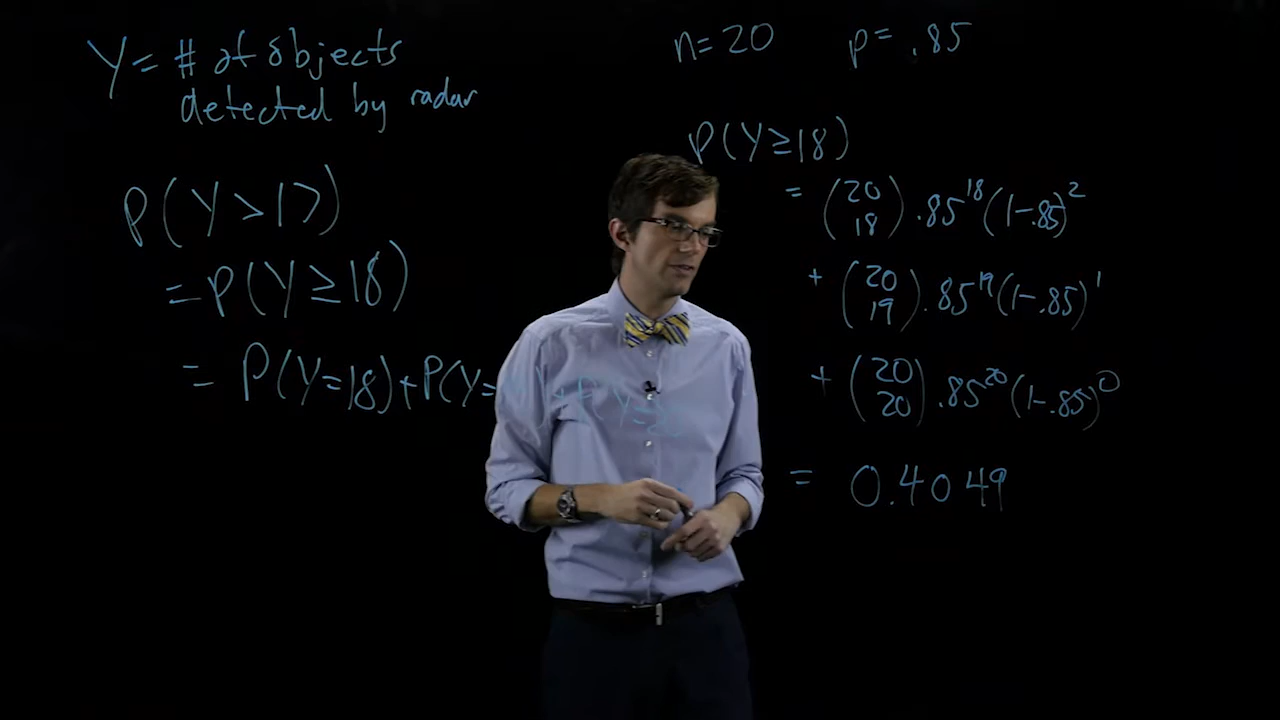 Y = # of objects
detected by radar
P(Y > 17)
= P(Y ≥ 18)
= P(Y=18) + P(Y= ) + P(Y=20
n = 20 p = .85
P(Y ≥ 18)
= (20 18) .85^18 (1-.85)^2
+ (20 19) .85^19 (1-.85)^1
+ (20 20) .85^20 (1-.85)^0
= 0.4049